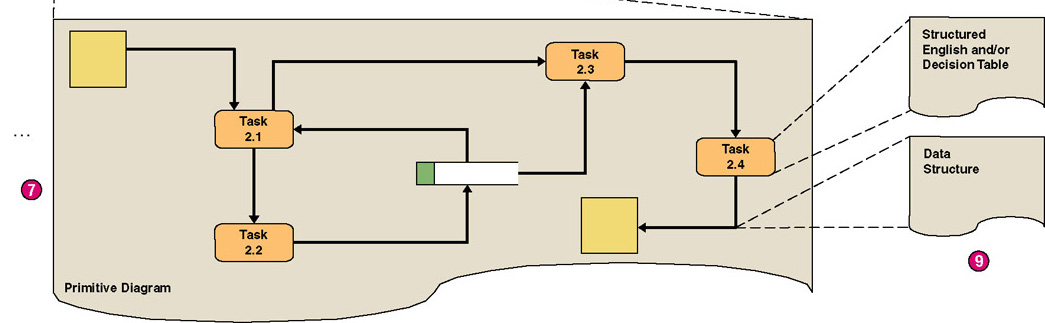 Task
2.3
Structured
English and/or
Decision Table
Task
2.1
...
Task
2.4
Data
Structure
7
Task
2.2
9
Primitive Diagram